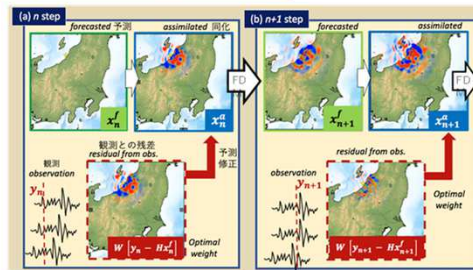 (a) n step
forecasted 予測
assimilated 同化
x_n^f
x_n^a
FD
観測との残差
residual from obs.
予測
修正
観測
observation
y_n
W [y_n − Hx_n^f]
Optimal
weight
(b) n+1 step
forecasted
assimilated
x_{n+1}^f
x_{n+1}^a
FD
residual from obs.
observation
y_{n+1}
W [y_{n+1} − Hx_{n+1}^f]
Optimal
weight